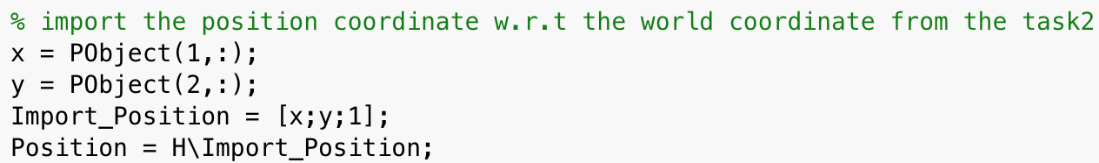 % import the position coordinate w.r.t the world coordinate from the task2
x = PObject(1,:);
y = PObject(2,:);
Import_Position = [x;y;1];
Position = H\Import_Position;